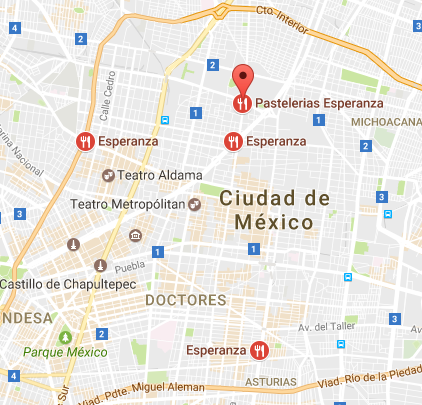 Cto. Interior
2
4
3
2
Pastelerias Esperanza
Calle Cedro
1
1
MICHOACANA
Esperanza
Esperanza
2
Teatro Aldama
4
Teatro Metropólitan
Ciudad de
México
2
1
1
Puebla
Castillo de Chapultepec
DOCTORES
NDESA
3
Av. del Taller
2
Parque México
Esperanza
4
ASTURIAS
Viad. Pdte. Miguel Aleman
Viad. Río de la Piedad